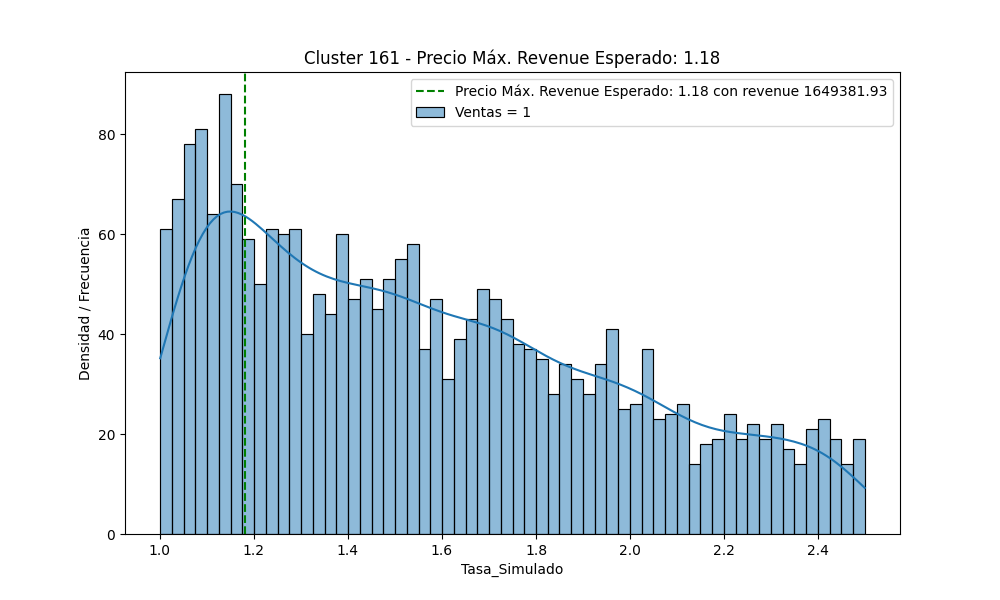 Cluster 161 - Precio Máx. Revenue Esperado: 1.18
Precio Máx. Revenue Esperado: 1.18 con revenue 1649381.93
Ventas = 1
Densidad / Frecuencia
80
60
40
20
0
1.0 1.2 1.4 1.6 1.8 2.0 2.2 2.4
Tasa_Simulado